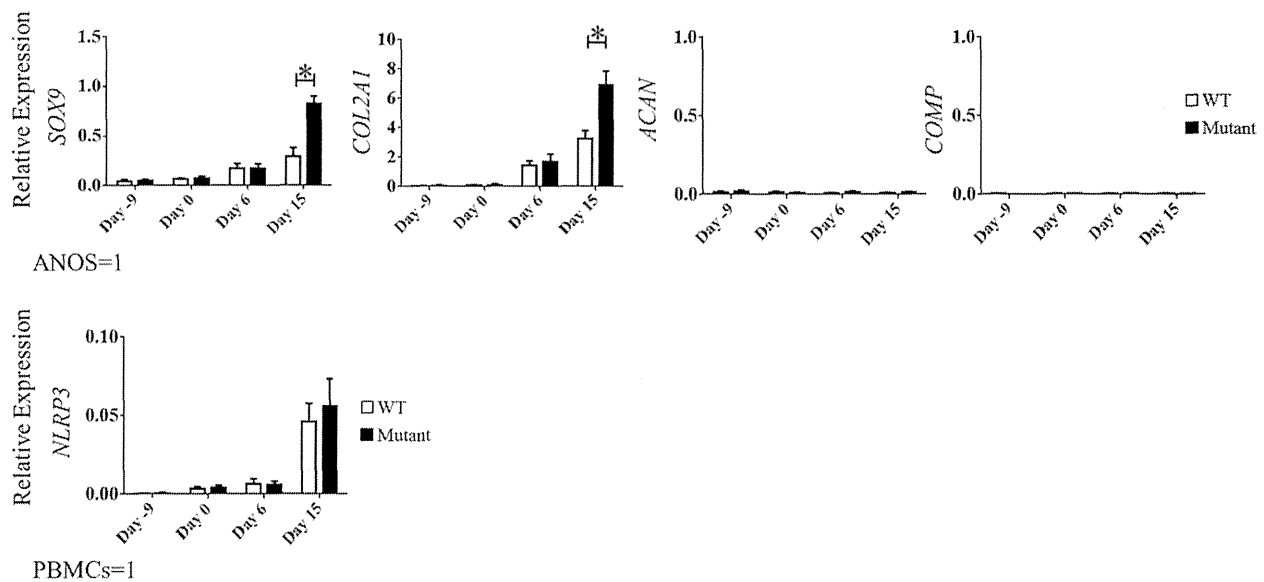 Relative Expression
SOX9
1.5
1.0
0.5
0.0
*
Day -9
Day 0
Day 6
Day 15
COL2A1
10
8
6
4
2
0
*
Day -9
Day 0
Day 6
Day 15
ACAN
1.0
0.5
0.0
Day -9
Day 0
Day 6
Day 15
COMP
1.0
0.5
0.0
Day -9
Day 0
Day 6
Day 15
WT
Mutant
ANOS=1
Relative Expression
NLRP3
0.10
0.05
0.00
Day -9
Day 0
Day 6
Day 15
WT
Mutant
PBMCs=1